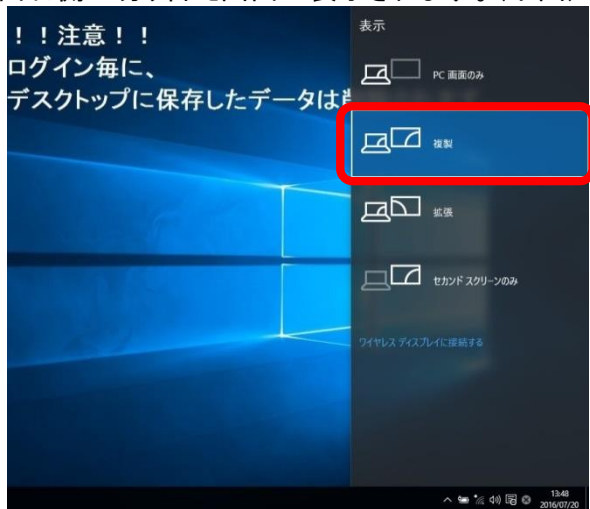 ！！注意！！
ログイン毎に、
デスクトップに保存したデータは
表示
PC 画面のみ
複製
拡張
セカンド スクリーンのみ
ワイヤレス ディスプレイに接続する
13:48
2016/07/20